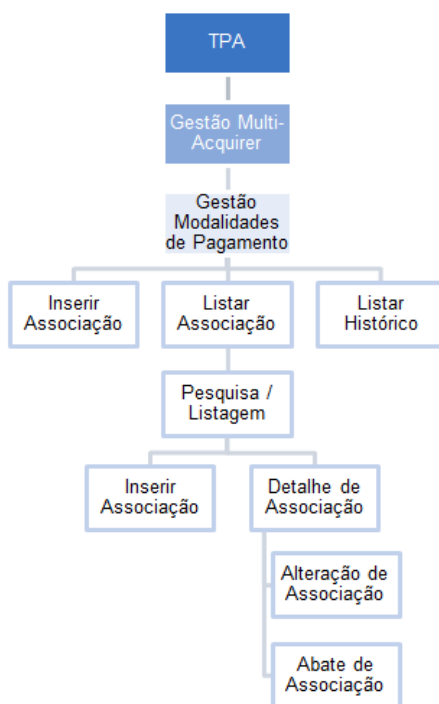 TPA
Gestão Multi-
Acquirer
Gestão
Modalidades
de Pagamento
Inserir
Associação
Listar
Associação
Listar
Histórico
Pesquisa /
Listagem
Inserir
Associação
Detalhe de
Associação
Alteração de
Associação
Abate de
Associação